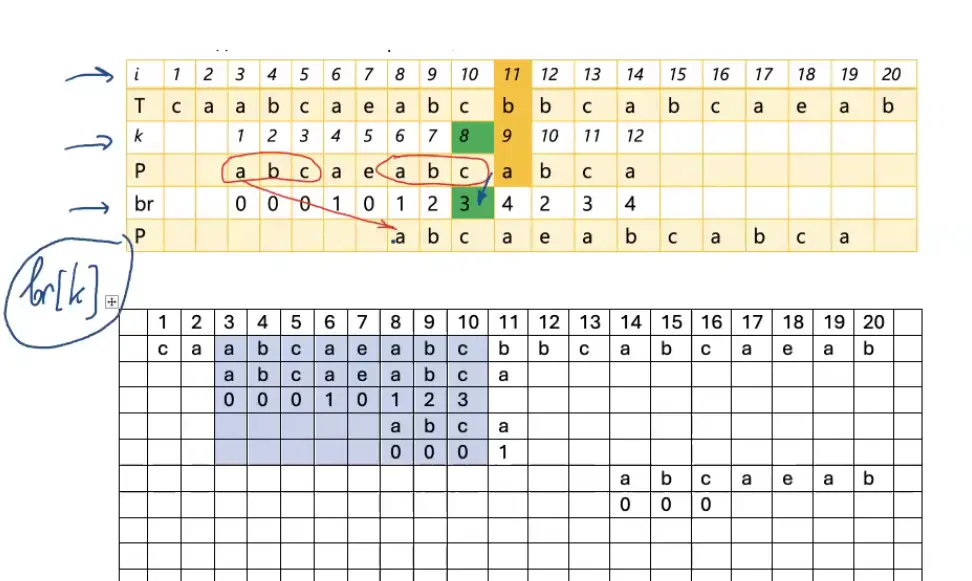 i 1 2 3 4 5 6 7 8 9 10 11 12 13 14 15 16 17 18 19 20
T c a a b c a e a b c b b c a b c a e a b
k 1 2 3 4 5 6 7 8 9 10 11 12
P a b c a e a b c a b c a
br 0 0 0 1 0 1 2 3 4 2 3 4
P a b c a e a b c a b c a
br[k]
1 2 3 4 5 6 7 8 9 10 11 12 13 14 15 16 17 18 19 20
c a a b c a e a b c b b c a b c a e a b
a b c a e a b c a
0 0 0 1 0 1 2 3
a b c a
0 0 0 1
a b c a e a b
0 0 0